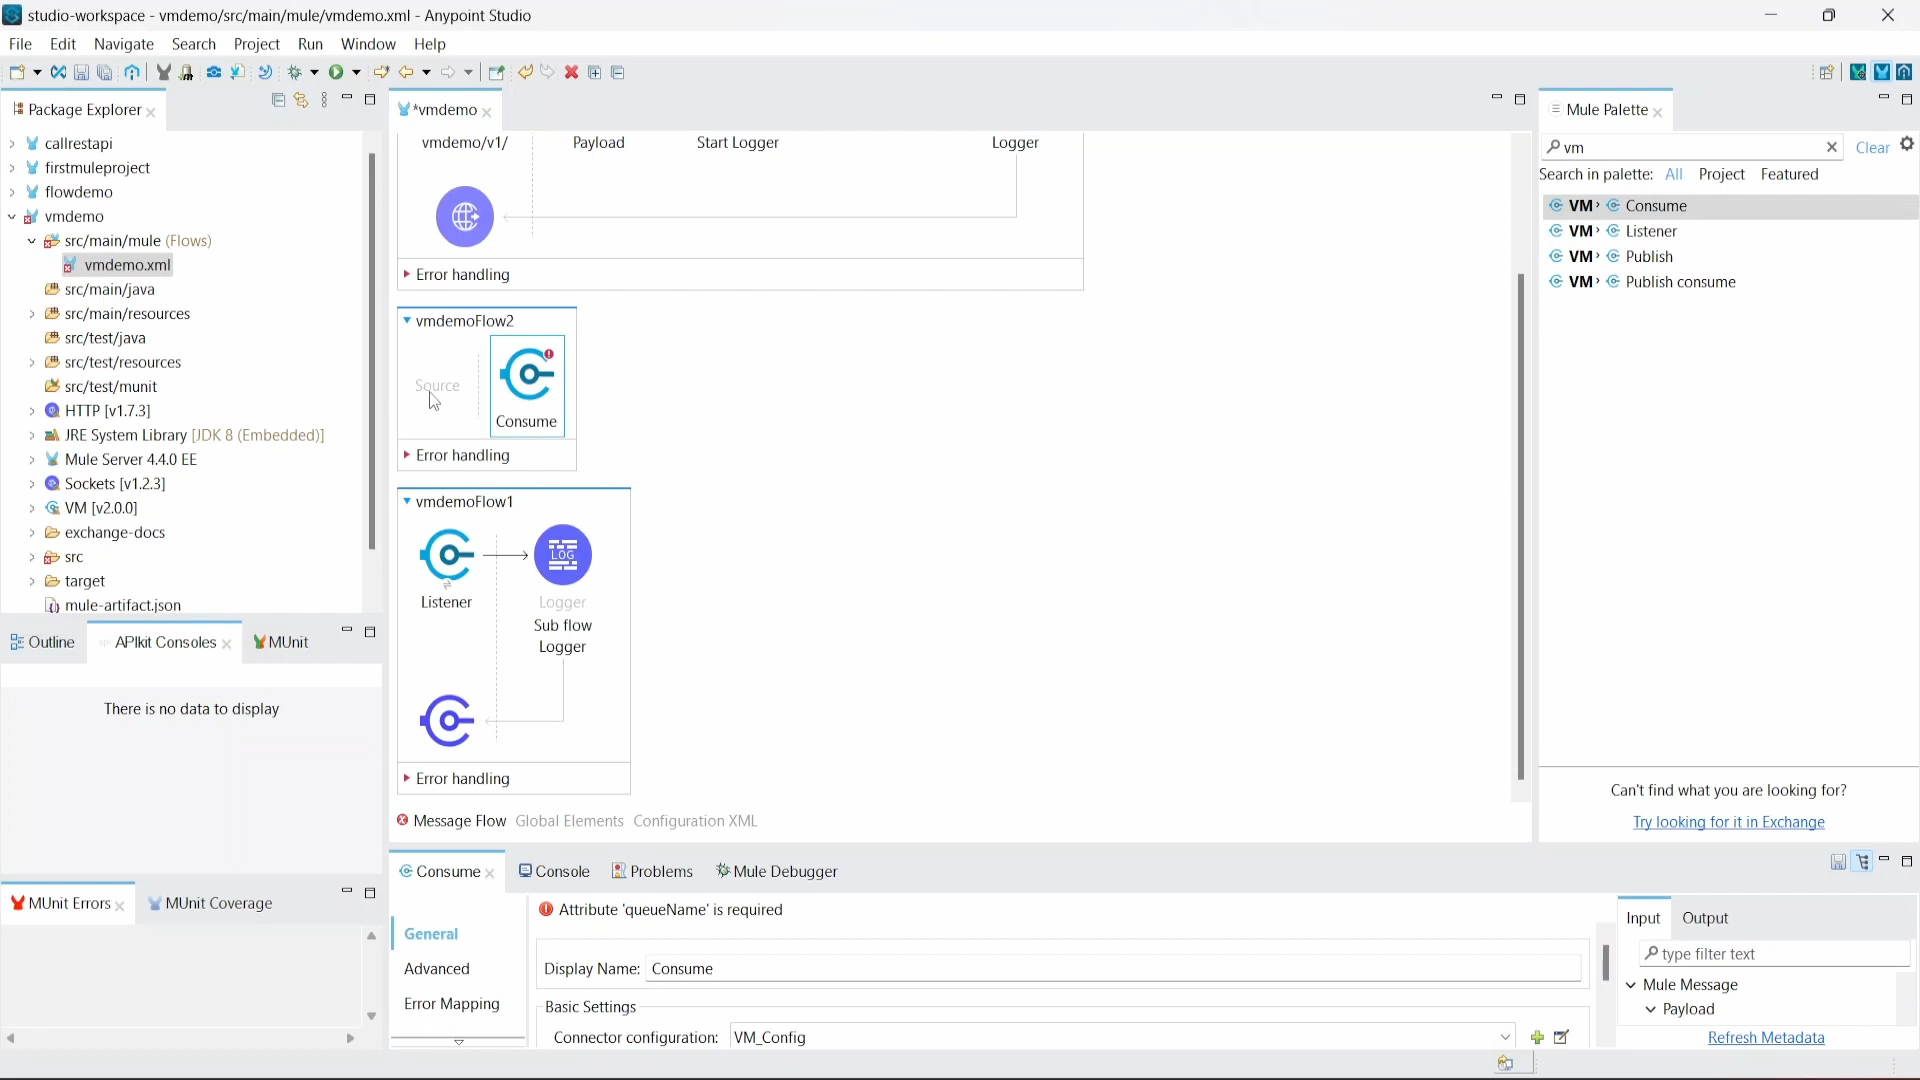 studio-workspace - vmdemo/src/main/mule/vmdemo.xml - Anypoint Studio
File Edit Navigate Search Project Run Window Help
Package Explorer
callrestapi
firstmuleproject
flowdemo
vmdemo
src/main/mule (Flows)
vmdemo.xml
src/main/java
src/main/resources
src/test/java
src/test/resources
src/test/munit
HTTP [v1.7.3]
JRE System Library [JDK 8 (Embedded)]
Mule Server 4.4.0 EE
Sockets [v1.2.3]
VM [v2.0.0]
exchange-docs
src
target
mule-artifact.json
Outline APIkit Consoles MUnit
There is no data to display
MUnit Errors MUnit Coverage
*vmdemo
vmdemo/v1/ Payload Start Logger Logger
Error handling
vmdemoFlow2
Source
Consume
Error handling
vmdemoFlow1
LOG
Listener Logger
Sub flow
Logger
Error handling
Message Flow Global Elements Configuration XML
Consume Console Problems Mule Debugger
Attribute 'queueName' is required
General
Advanced
Error Mapping
Display Name: Consume
Basic Settings
Connector configuration: VM_Config
Mule Palette
vm Clear
Search in palette: All Project Featured
VM Consume
VM Listener
VM Publish
VM Publish consume
Can't find what you are looking for?
Try looking for it in Exchange
Input Output
type filter text
Mule Message
Payload
Refresh Metadata